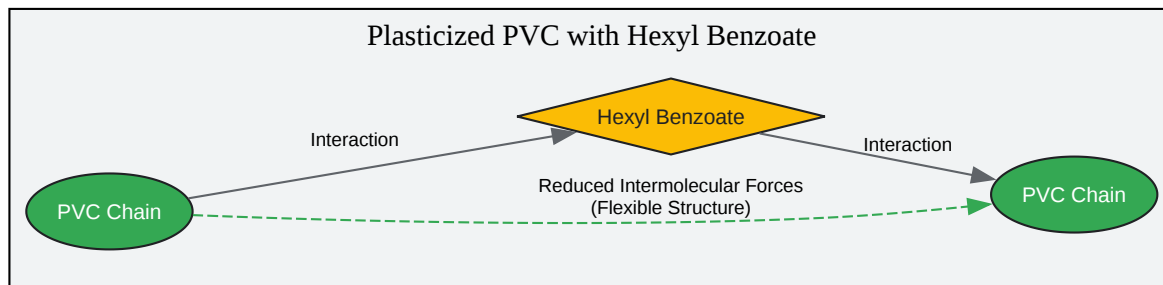 Plasticized PVC with Hexyl Benzoate
Hexyl Benzoate
Interaction
Interaction
Reduced Intermolecular Forces
(Flexible Structure)
PVC Chain
PVC Chain